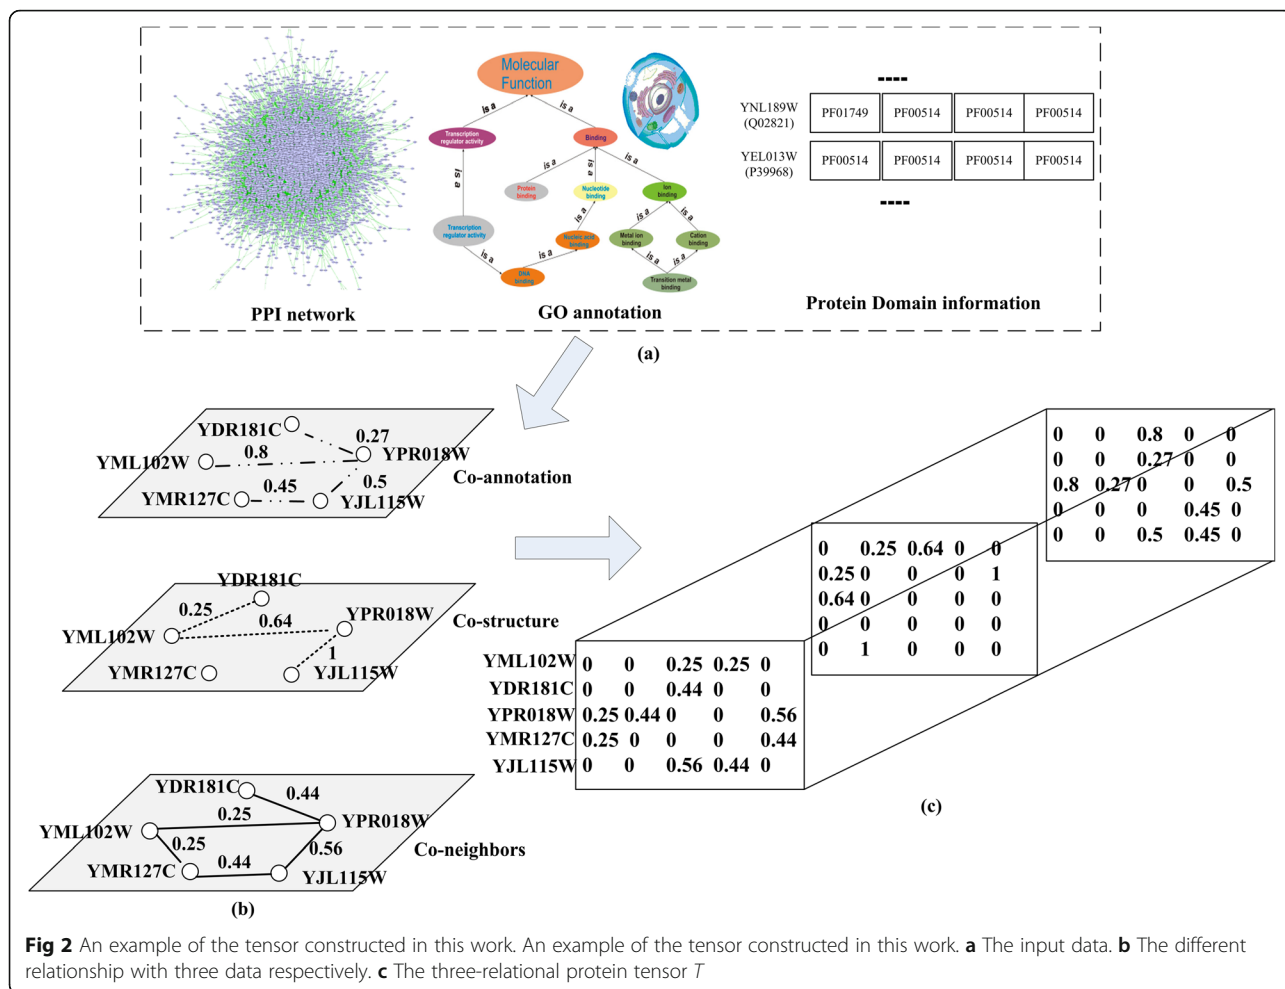 Molecular
Function
is a
is a
Transcription
regulator activity
Binding
is a
is a
is a
is a
Protein
binding
Nucleotide
binding
Ion
binding
is a
is a
is a
Transcription
regulator activity
Nucleic acid
binding
Metal ion
binding
Cation
binding
is a
is a
is a
is a
DNA
binding
Transition metal
binding
----
YNL189W
(Q02821)
PF01749 PF00514 PF00514 PF00514
YEL013W
(P39968)
PF00514 PF00514 PF00514 PF00514
----
PPI network
GO annotation
Protein Domain information
(a)
YDR181C
0.27
YML102W
0.8
YPR018W
0.5
Co-annotation
0.45
YMR127C
YJL115W
YDR181C
0.25
YPR018W
0.64
Co-structure
YML102W
1
YMR127C
YJL115W
YDR181C
0.44
0.25
YPR018W
YML102W
0.25
0.56
Co-neighbors
0.44
YMR127C
YJL115W
(b)
0 0 0.8 0 0
0 0 0.27 0 0
0.8 0.27 0 0 0.5
0 0 0 0.45 0
0 0 0.5 0.45 0
0 0.25 0.64 0 0
0.25 0 0 0 1
0.64 0 0 0 0
0 0 0 0 0
0 1 0 0 0
YML102W 0 0 0.25 0.25 0
YDR181C 0 0 0.44 0 0
YPR018W 0.25 0.44 0 0 0.56
YMR127C 0.25 0 0 0 0.44
YJL115W 0 0 0.56 0.44 0
(c)
Fig 2 An example of the tensor constructed in this work. An example of the tensor constructed in this work. a The input data. b The different
relationship with three data respectively. c The three-relational protein tensor T